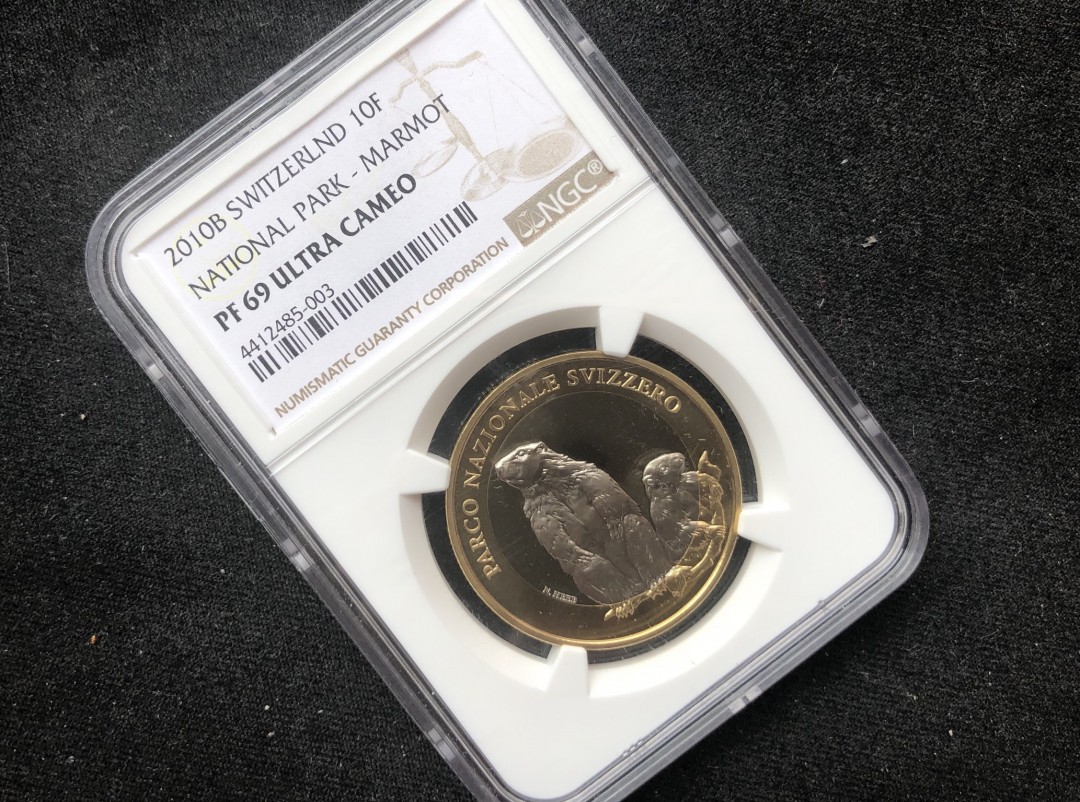 2010B SWITZERLND 10F
NATIONAL PARK - MARMOT
PF 69 ULTRA CAMEO
4412485-003
NUMISMATIC GUARANTY CORPORATION
NGC®
PARCO NAZIONALE SVIZZERO
N. HEER